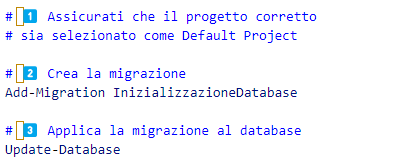 # 1 Assicurati che il progetto corretto
# sia selezionato come Default Project
# 2 Crea la migrazione
Add-Migration InizializzazioneDatabase
# 3 Applica la migrazione al database
Update-Database